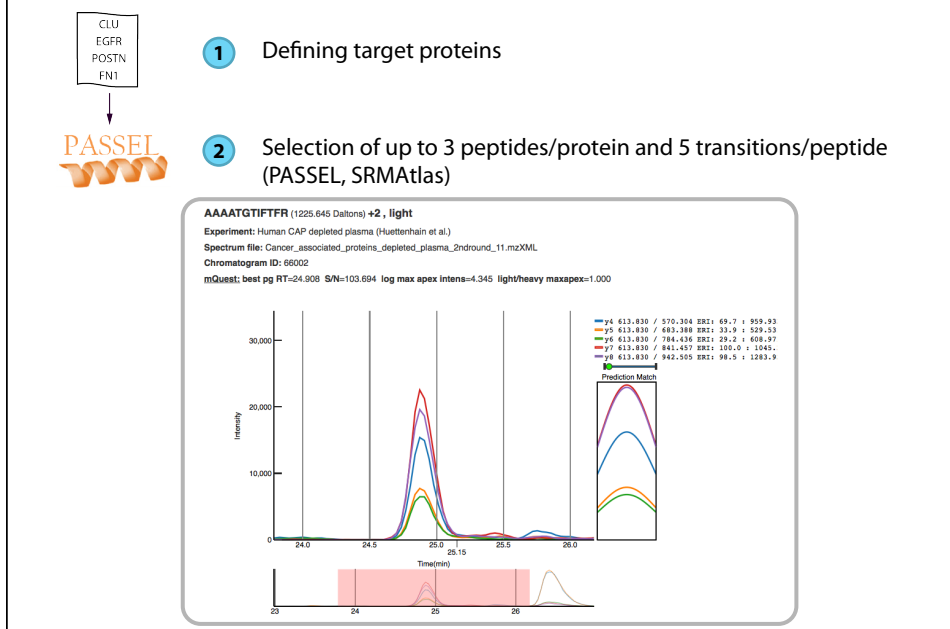 CLU
EGFR
POSTN
FN1
1 Defining target proteins
PASSEL
2 Selection of up to 3 peptides/protein and 5 transitions/peptide
(PASSEL, SRMAtlas)
AAAATGTIFTFR (1225.645 Daltons) +2 , light
Experiment: Human CAP depleted plasma (Huettenhain et al.)
Spectrum file: Cancer_associated_proteins_depleted_plasma_2ndround_11.mzXML
Chromatogram ID: 66002
mQuest: best pg RT=24.908 S/N=103.694 log max apex intens=4.345 light/heavy maxapex=1.000
y4 613.830 / 570.304 ERI: 69.7 : 959.93
y5 613.830 / 683.388 ERI: 33.9 : 529.53
y6 613.830 / 784.436 ERI: 29.2 : 608.97
y7 613.830 / 841.457 ERI: 100.0 : 1045.
y8 613.830 / 942.505 ERI: 98.5 : 1283.9
Prediction Match
30,000
20,000
10,000
0
Intensity
24.0 24.5 25.0 25.5 26.0
25.15
Time(min)
23 24 25 26